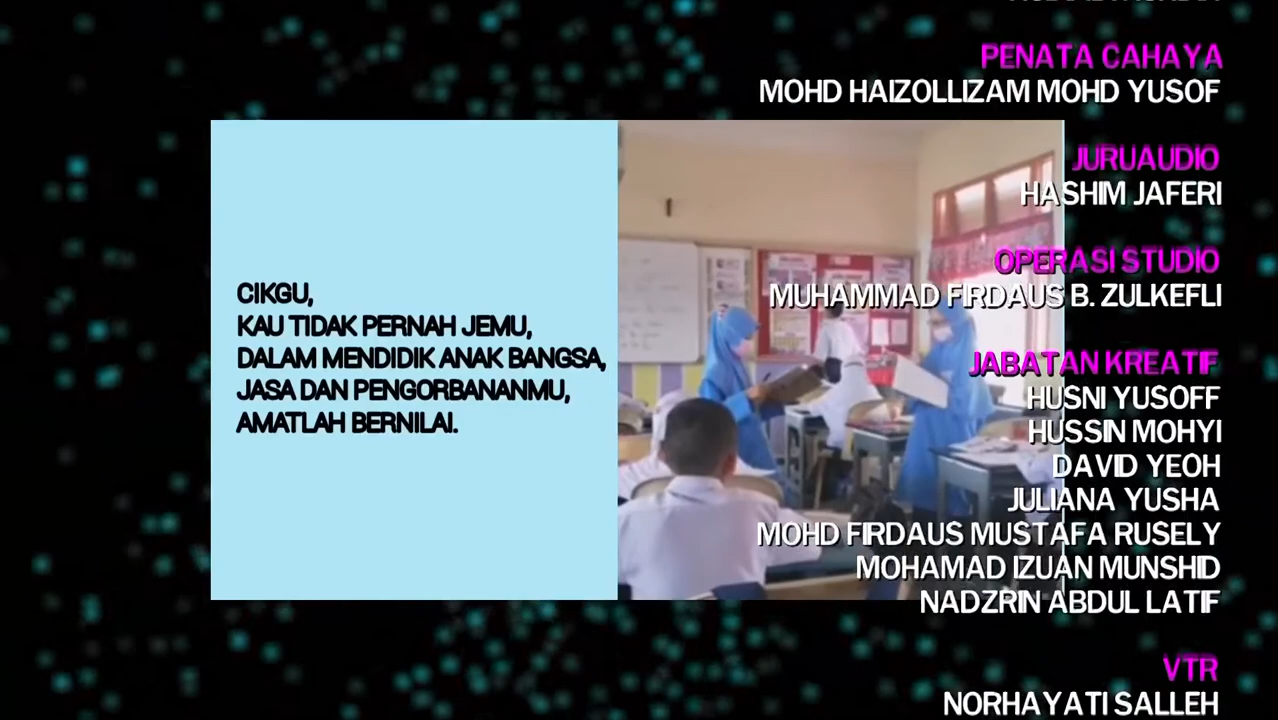 CIKGU,
KAU TIDAK PERNAH JEMU,
DALAM MENDIDIK ANAK BANGSA,
JASA DAN PENGORBANANMU,
AMATLAH BERNILAI.
PENATA CAHAYA
MOHD HAIZOLLIZAM MOHD YUSOF
JURUAUDIO
HASHIM JAFERI
OPERASI STUDIO
MUHAMMAD FIRDAUS B. ZULKEFLI
JABATAN KREATIF
HUSNI YUSOFF
HUSSIN MOHYI
DAVID YEOH
JULIANA YUSHA
MOHD FIRDAUS MUSTAFA RUSELY
MOHAMAD IZUAN MUNSHID
NADZRIN ABDUL LATIF
VTR
NORHAYATI SALLEH